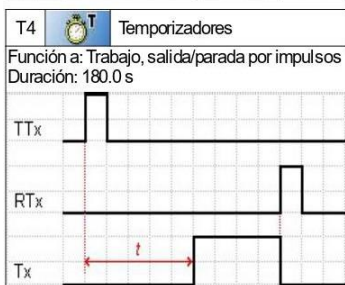 T4 T Temporizadores
Función a: Trabajo, salida/parada por impulsos
Duración: 180.0 s
TTx
RTx
t
Tx